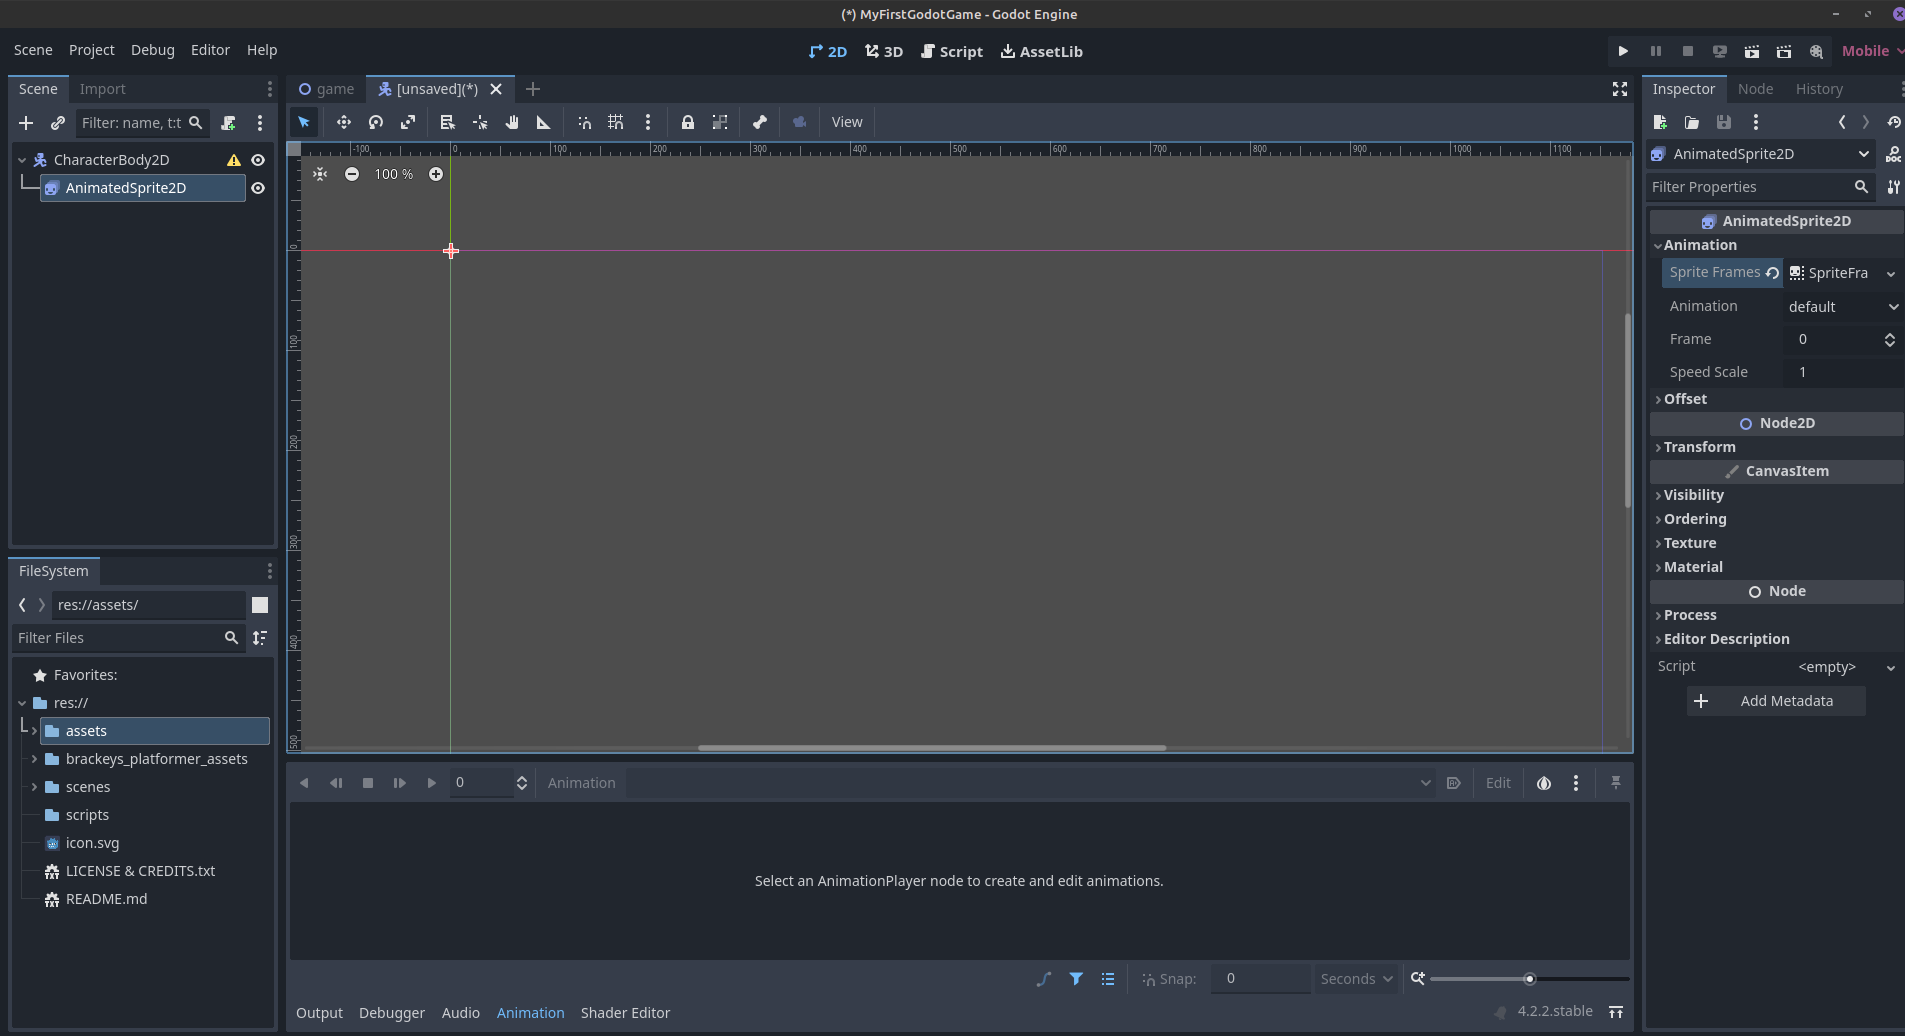 (*) MyFirstGodotGame - Godot Engine
Scene Project Debug Editor Help
2D 3D Script AssetLib
Mobile
Scene Import
game [unsaved](*)
Inspector Node History
Filter: name, t:t
View
CharacterBody2D
AnimatedSprite2D
-100 0 100 200 300 400 500 600 700 800 900 1000 1100
100 %
0
100
200
300
400
500
AnimatedSprite2D
Filter Properties
AnimatedSprite2D
Animation
Sprite Frames SpriteFra
Animation default
Frame 0
Speed Scale 1
Offset
Node2D
Transform
CanvasItem
Visibility
Ordering
Texture
Material
Node
Process
Editor Description
Script <empty>
Add Metadata
FileSystem
res://assets/
Filter Files
Favorites:
res://
assets
brackeys_platformer_assets
scenes
scripts
icon.svg
LICENSE & CREDITS.txt
README.md
0 Animation Edit
Select an AnimationPlayer node to create and edit animations.
Snap: 0 Seconds
Output Debugger Audio Animation Shader Editor
4.2.2.stable
DOC